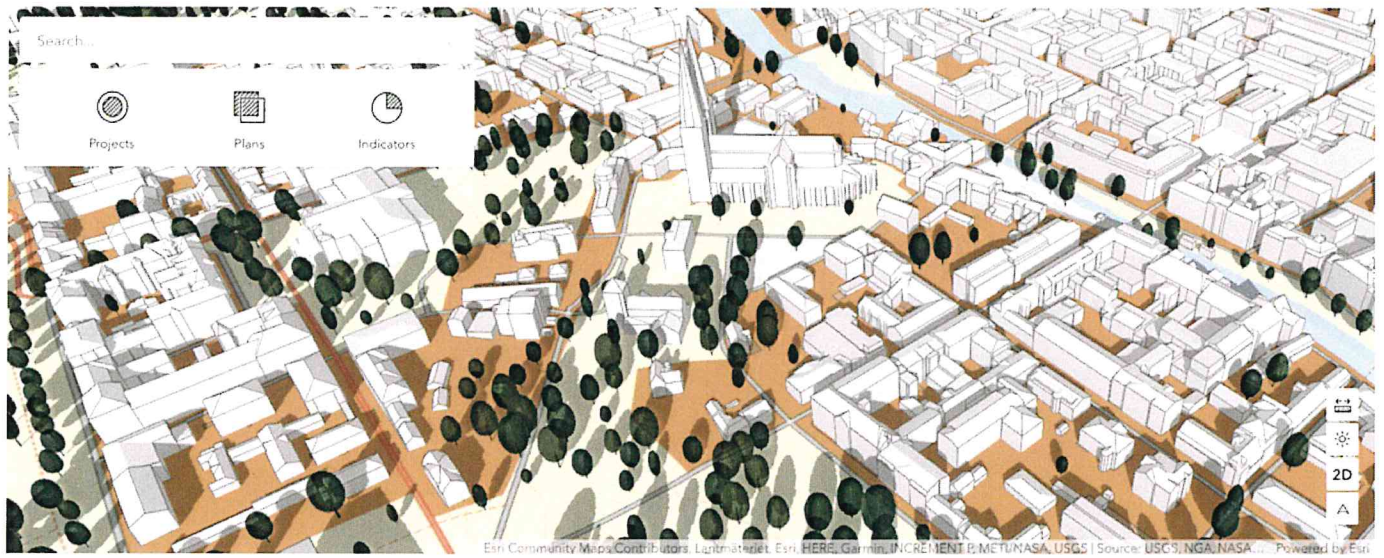 Search...
Projects
Plans
Indicators
2D
Esri Community Maps Contributors, Lantmäteriet, Esri, HERE, Garmin, INCREMENT P, METI/NASA, USGS | Source: USGS, NGA, NASA... Powered by Esri